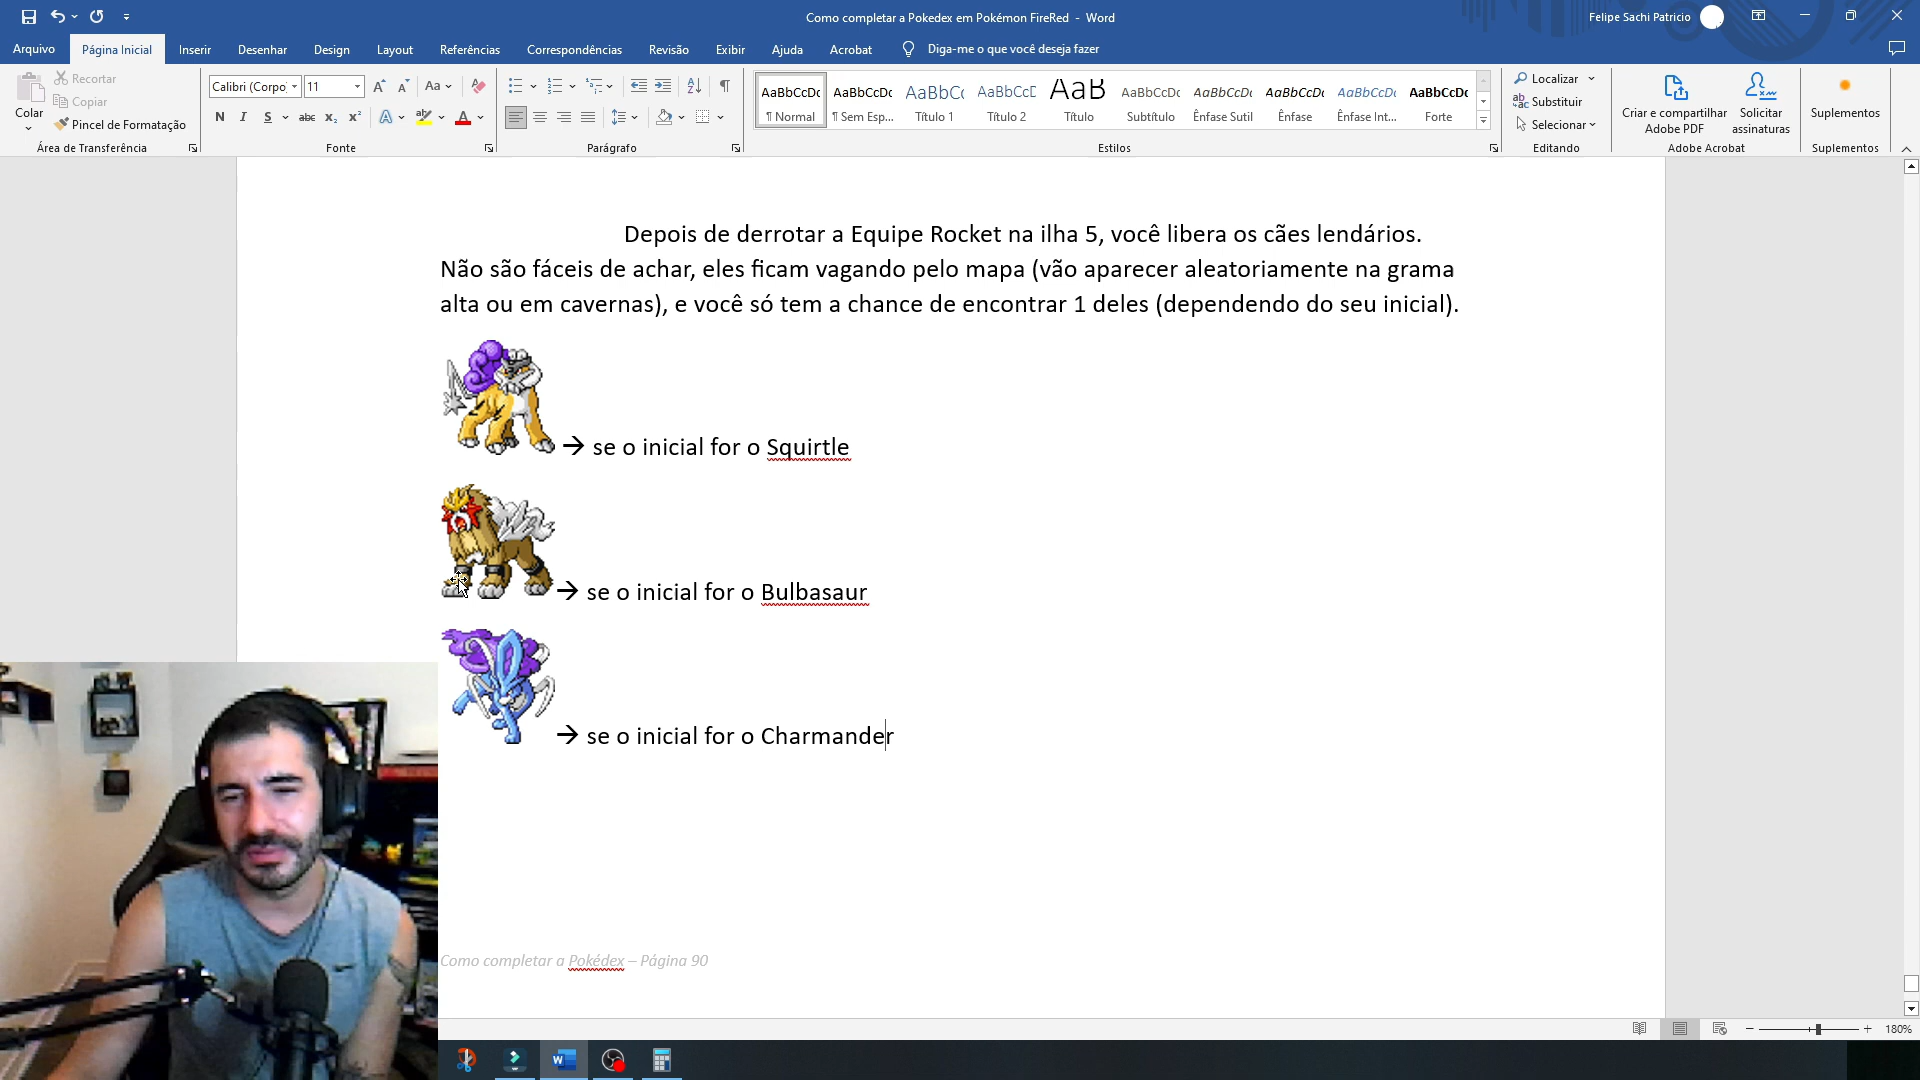 Como completar a Pokedex em Pokémon FireRed - Word
Felipe Sachi Patricio
Arquivo
Página Inicial
Inserir
Desenhar
Design
Layout
Referências
Correspondências
Revisão
Exibir
Ajuda
Acrobat
Diga-me o que você deseja fazer
Colar
Recortar
Copiar
Pincel de Formatação
Área de Transferência
Calibri (Corpo
11
Aa
N I S abc x₂ x²
A
Fonte
Parágrafo
AaBbCcDc
¶ Normal
AaBbCcDc
¶ Sem Esp...
AaBbC(
Título 1
AaBbCcE
Título 2
AaB
Título
AaBbCcDc
Subtítulo
AaBbCcDc
Ênfase Sutil
AaBbCcDc
Ênfase
AaBbCcDc
Ênfase Int...
AaBbCcDc
Forte
Estilos
Localizar
Substituir
Selecionar
Editando
Criar e compartilhar
Adobe PDF
Solicitar
assinaturas
Adobe Acrobat
Suplementos
Suplementos
Depois de derrotar a Equipe Rocket na ilha 5, você libera os cães lendários.
Não são fáceis de achar, eles ficam vagando pelo mapa (vão aparecer aleatoriamente na grama
alta ou em cavernas), e você só tem a chance de encontrar 1 deles (dependendo do seu inicial).
→ se o inicial for o Squirtle
→ se o inicial for o Bulbasaur
→ se o inicial for o Charmander
Como completar a Pokédex – Página 90
180%